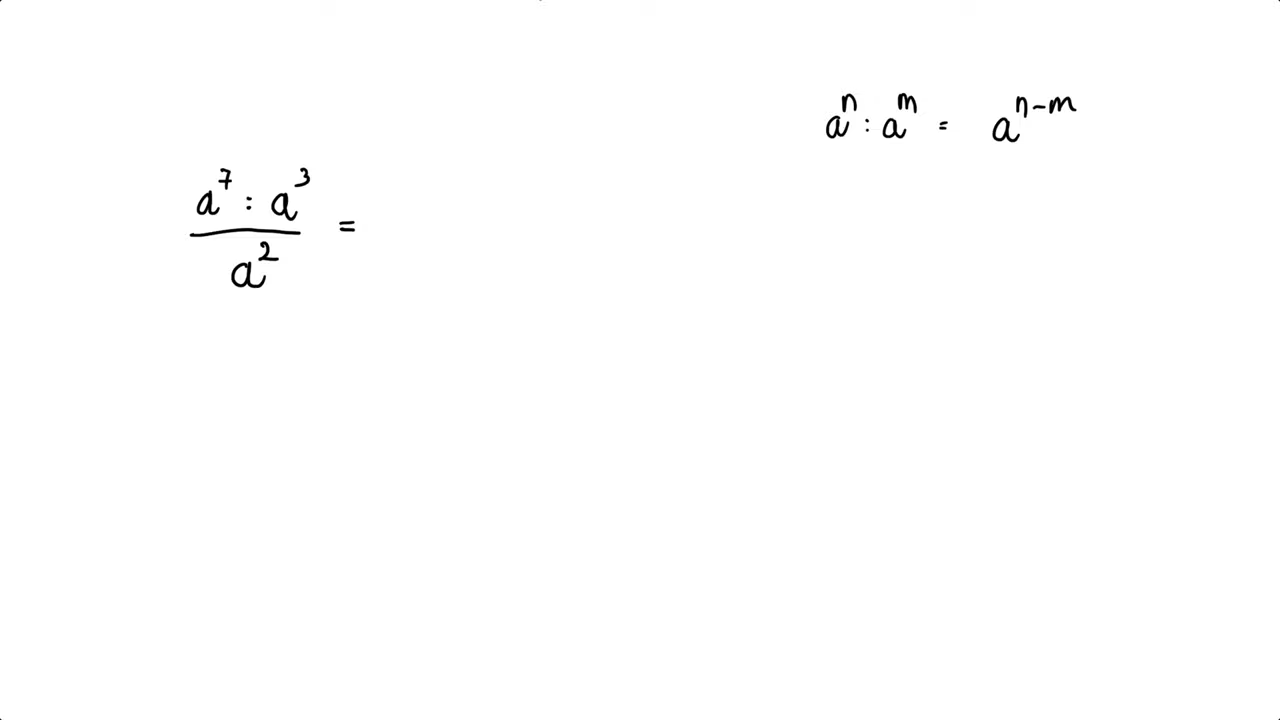 aⁿ : aᵐ = aⁿ⁻ᵐ
a⁷ : a³
a² =